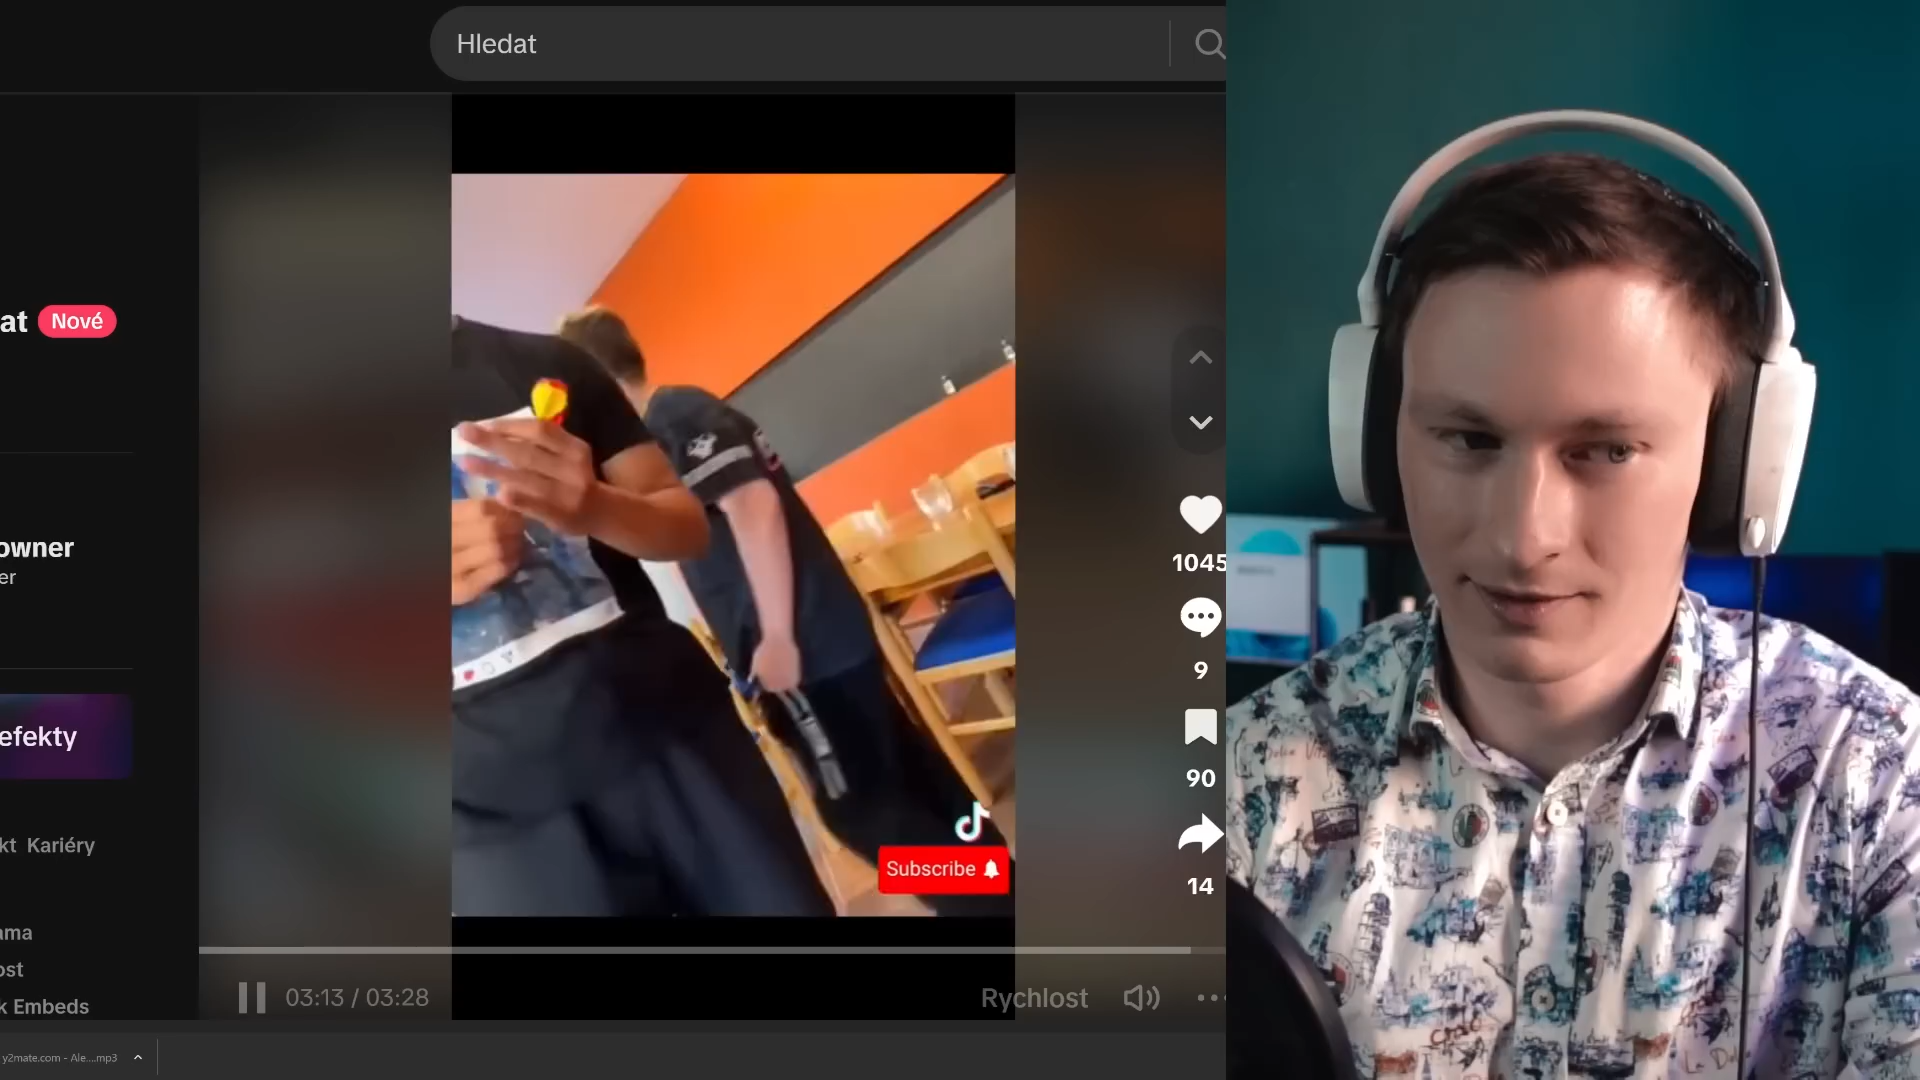 Hledat
at Nové
owner
er
efekty
kt Kariéry
ama
ost
k Embeds
1045
9
90
14
Subscribe
03:13 / 03:28
Rychlost
y2mate.com - Ale....mp3